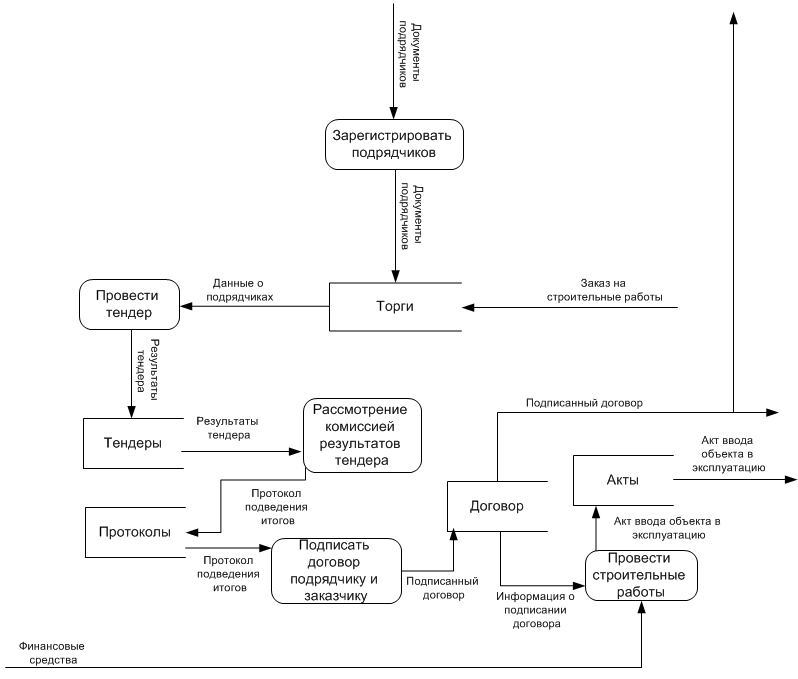 Документы
подрядчиков
Зарегистрировать
подрядчиков
Документы
подрядчиков
Данные о
подрядчиках
Заказ на
строительные работы
Провести
тендер
Торги
Результаты
тендера
Подписанный договор
Рассмотрение
комиссией
результатов
тендера
Результаты
тендера
Тендеры
Акт ввода
объекта в
эксплуатацию
Акты
Протокол
подведения
итогов
Договор
Протоколы
Акт ввода объекта в
эксплуатацию
Подписать
договор
подрядчику и
заказчику
Протокол
подведения
итогов
Подписанный
договор
Провести
строительные
работы
Информация о
подписании
договора
Финансовые
средства